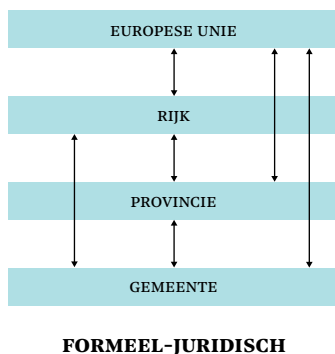 EUROPESE UNIE
RIJK
PROVINCIE
GEMEENTE
FORMEEL-JURIDISCH